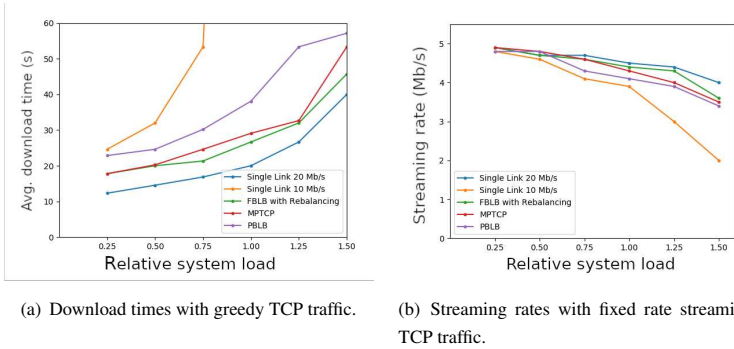 60
50
40
30
20
10
0
Avg. download time (s)
Single Link 20 Mb/s
Single Link 10 Mb/s
FBLB with Rebalancing
MPTCP
PBLB
0.25 0.50 0.75 1.00 1.25 1.50
Relative system load
(a) Download times with greedy TCP traffic.
5
4
3
2
1
0
Streaming rate (Mb/s)
Single Link 20 Mb/s
Single Link 10 Mb/s
FBLB with Rebalancing
MPTCP
PBLB
0.25 0.50 0.75 1.00 1.25 1.50
Relative system load
(b) Streaming rates with fixed rate streami
TCP traffic.